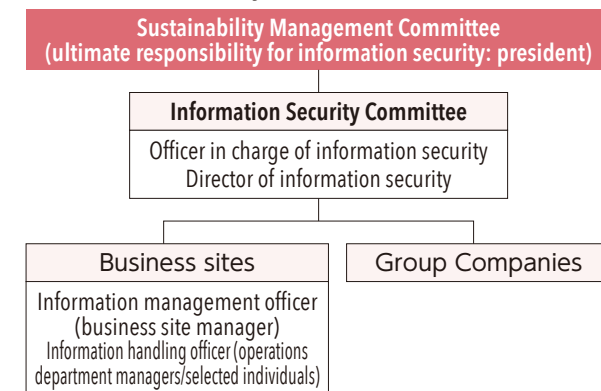 Sustainability Management Committee
(ultimate responsibility for information security: president)
Information Security Committee
Officer in charge of information security
Director of information security
Business sites
Group Companies
Information management officer
(business site manager)
Information handling officer (operations
department managers/selected individuals)